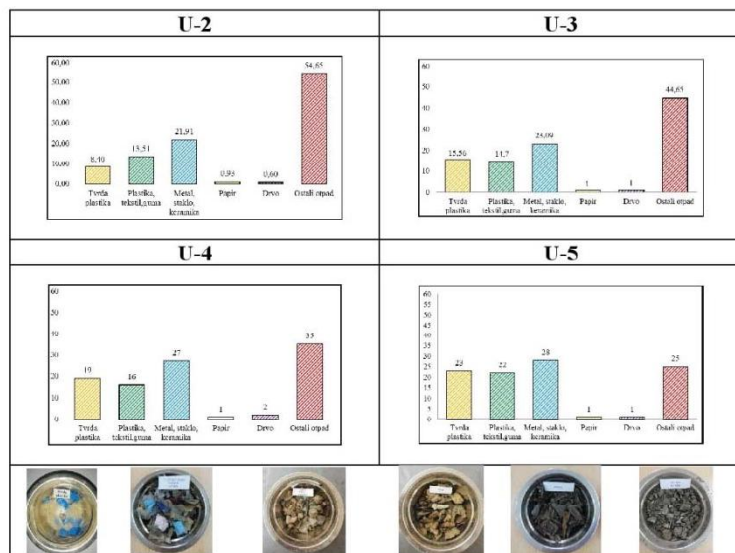 U-2
U-3
60,00
50,00
40,00
30,00
20,00
10,00
0,00
8,40
13,51
21,91
0,93
0,60
54,65
Tvrda plastika
Plastika, tekstil,guma
Metal, staklo, keramika
Papir
Drvo
Ostali otpad
60
50
40
30
20
10
0
15,56
14,7
23,09
1
1
44,65
Tvrda plastika
Plastika, tekstil,guma
Metal, staklo, keramika
Papir
Drvo
Ostali otpad
U-4
U-5
60
50
40
30
20
10
0
19
16
27
1
2
35
Tvrda plastika
Plastika, tekstil,guma
Metal, staklo, keramika
Papir
Drvo
Ostali otpad
60
55
50
45
40
35
30
25
20
15
10
5
0
23
22
28
1
1
25
Tvrda plastika
Plastika, tekstil,guma
Metal, staklo, keramika
Papir
Drvo
Ostali otpad